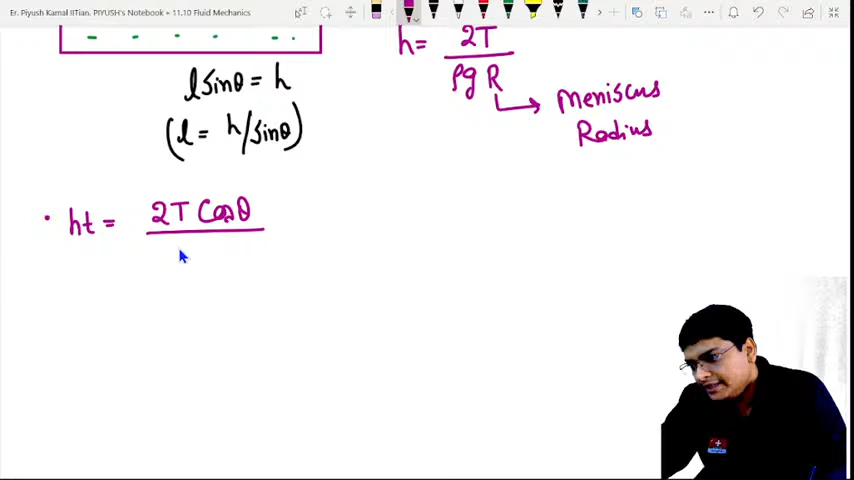 Er. Piyush Kamal IITian. PIYUSH's Notebook » 11.10 Fluid Mechanics
h= 2T
ρg R
Meniscus
Radius
l sinθ = h
(l = h/sinθ)
• ht = 2T Cosθ